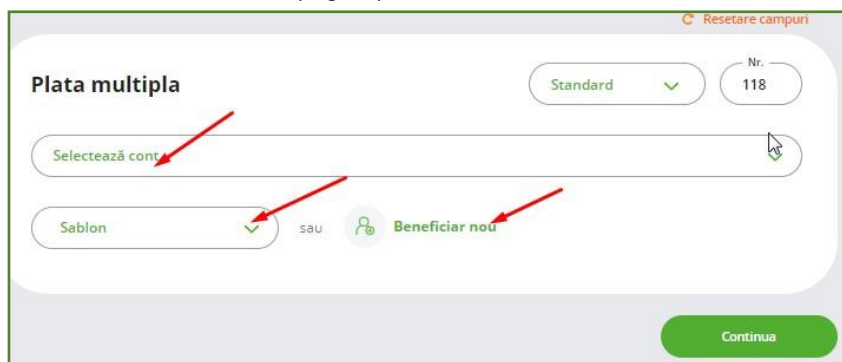 Resetare campuri
Plata multipla
Standard
Nr.
118
Selectează cont
Sablon
sau
Beneficiar nou
Continua